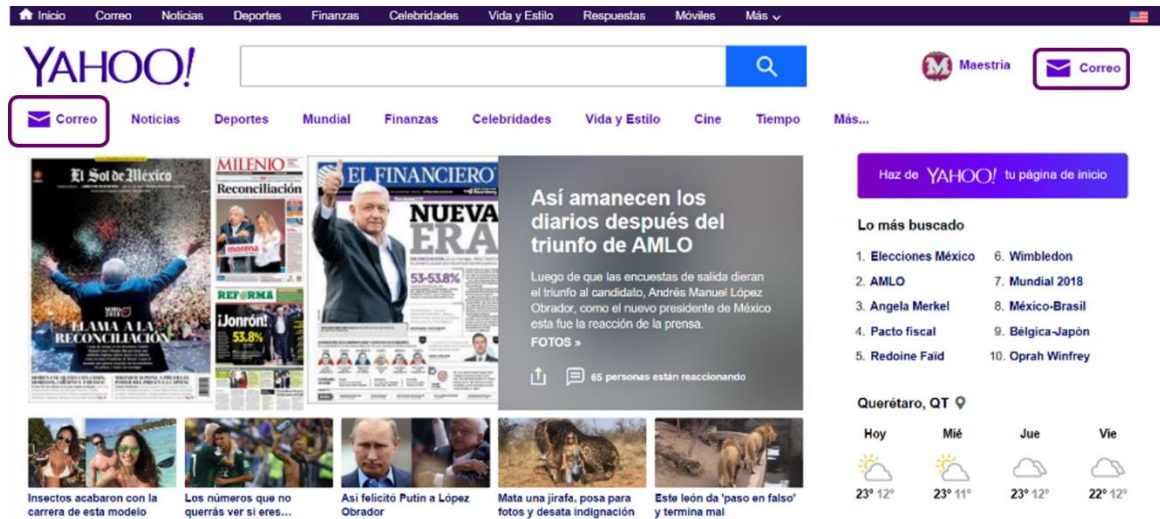 Inicio Correo Noticias Deportes Finanzas Celebridades Vida y Estilo Respuestas Móviles Más
YAHOO!
Maestria
Correo
Correo Noticias Deportes Mundial Finanzas Celebridades Vida y Estilo Cine Tiempo Más...
El Sol de México
LLAMA A LA
RECONCILIACIÓN
MILENIO
Reconciliación
morena
REFORMA
¡Jonrón!
53.8%
EL FINANCIERO
NUEVA
ERA
53-53.8%
Así amanecen los
diarios después del
triunfo de AMLO
Luego de que las encuestas de salida dieran
el triunfo al candidato, Andrés Manuel López
Obrador, como el nuevo presidente de México
esta fue la reacción de la prensa.
FOTOS »
65 personas están reaccionando
Insectos acabaron con la
carrera de esta modelo
Los números que no
querrás ver si eres...
Así felicitó Putin a López
Obrador
Mata una jirafa, posa para
fotos y desata indignación
Este león da 'paso en falso'
y termina mal
Haz de YAHOO! tu página de inicio
Lo más buscado
1. Elecciones México
2. AMLO
3. Angela Merkel
4. Pacto fiscal
5. Redoine Faïd
6. Wimbledon
7. Mundial 2018
8. México-Brasil
9. Bélgica-Japón
10. Oprah Winfrey
Querétaro, QT
Hoy Mié Jue Vie
23° 12° 23° 11° 23° 12° 22° 12°